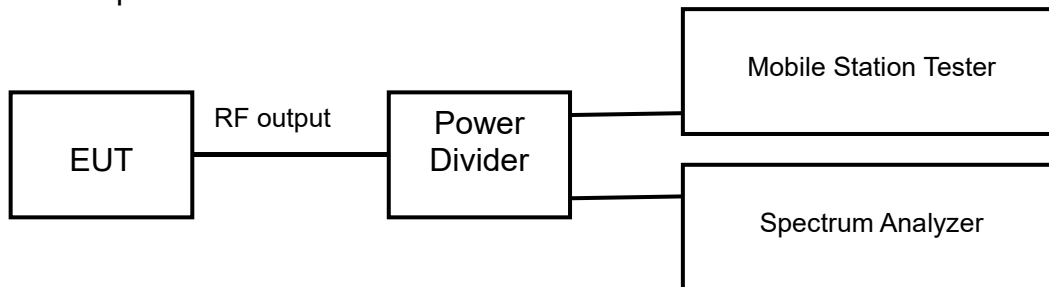 EUT
RF output
Power
Divider
Mobile Station Tester
Spectrum Analyzer